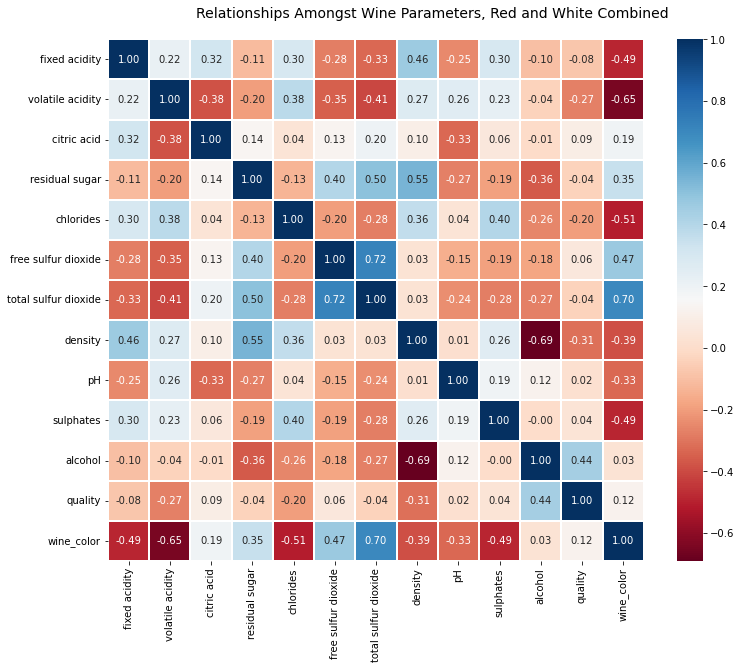 Relationships Amongst Wine Parameters, Red and White Combined
fixed acidity 1.00 0.22 0.32 -0.11 0.30 -0.28 -0.33 0.46 -0.25 0.30 -0.10 -0.08 -0.49
volatile acidity 0.22 1.00 -0.38 -0.20 0.38 -0.35 -0.41 0.27 0.26 0.23 -0.04 -0.27 -0.65
citric acid 0.32 -0.38 1.00 0.14 0.04 0.13 0.20 0.10 -0.33 0.06 -0.01 0.09 0.19
residual sugar -0.11 -0.20 0.14 1.00 -0.13 0.40 0.50 0.55 -0.27 -0.19 -0.36 -0.04 0.35
chlorides 0.30 0.38 0.04 -0.13 1.00 -0.20 -0.28 0.36 0.04 0.40 -0.26 -0.20 -0.51
free sulfur dioxide -0.28 -0.35 0.13 0.40 -0.20 1.00 0.72 0.03 -0.15 -0.19 -0.18 0.06 0.47
total sulfur dioxide -0.33 -0.41 0.20 0.50 -0.28 0.72 1.00 0.03 -0.24 -0.28 -0.27 -0.04 0.70
density 0.46 0.27 0.10 0.55 0.36 0.03 0.03 1.00 0.01 0.26 -0.69 -0.31 -0.39
pH -0.25 0.26 -0.33 -0.27 0.04 -0.15 -0.24 0.01 1.00 0.19 0.12 0.02 -0.33
sulphates 0.30 0.23 0.06 -0.19 0.40 -0.19 -0.28 0.26 0.19 1.00 -0.00 0.04 -0.49
alcohol -0.10 -0.04 -0.01 -0.36 -0.26 -0.18 -0.27 -0.69 0.12 -0.00 1.00 0.44 0.03
quality -0.08 -0.27 0.09 -0.04 -0.20 0.06 -0.04 -0.31 0.02 0.04 0.44 1.00 0.12
wine_color -0.49 -0.65 0.19 0.35 -0.51 0.47 0.70 -0.39 -0.33 -0.49 0.03 0.12 1.00
fixed acidity
volatile acidity
citric acid
residual sugar
chlorides
free sulfur dioxide
total sulfur dioxide
density
pH
sulphates
alcohol
quality
wine_color
1.0
0.8
0.6
0.4
0.2
0.0
-0.2
-0.4
-0.6